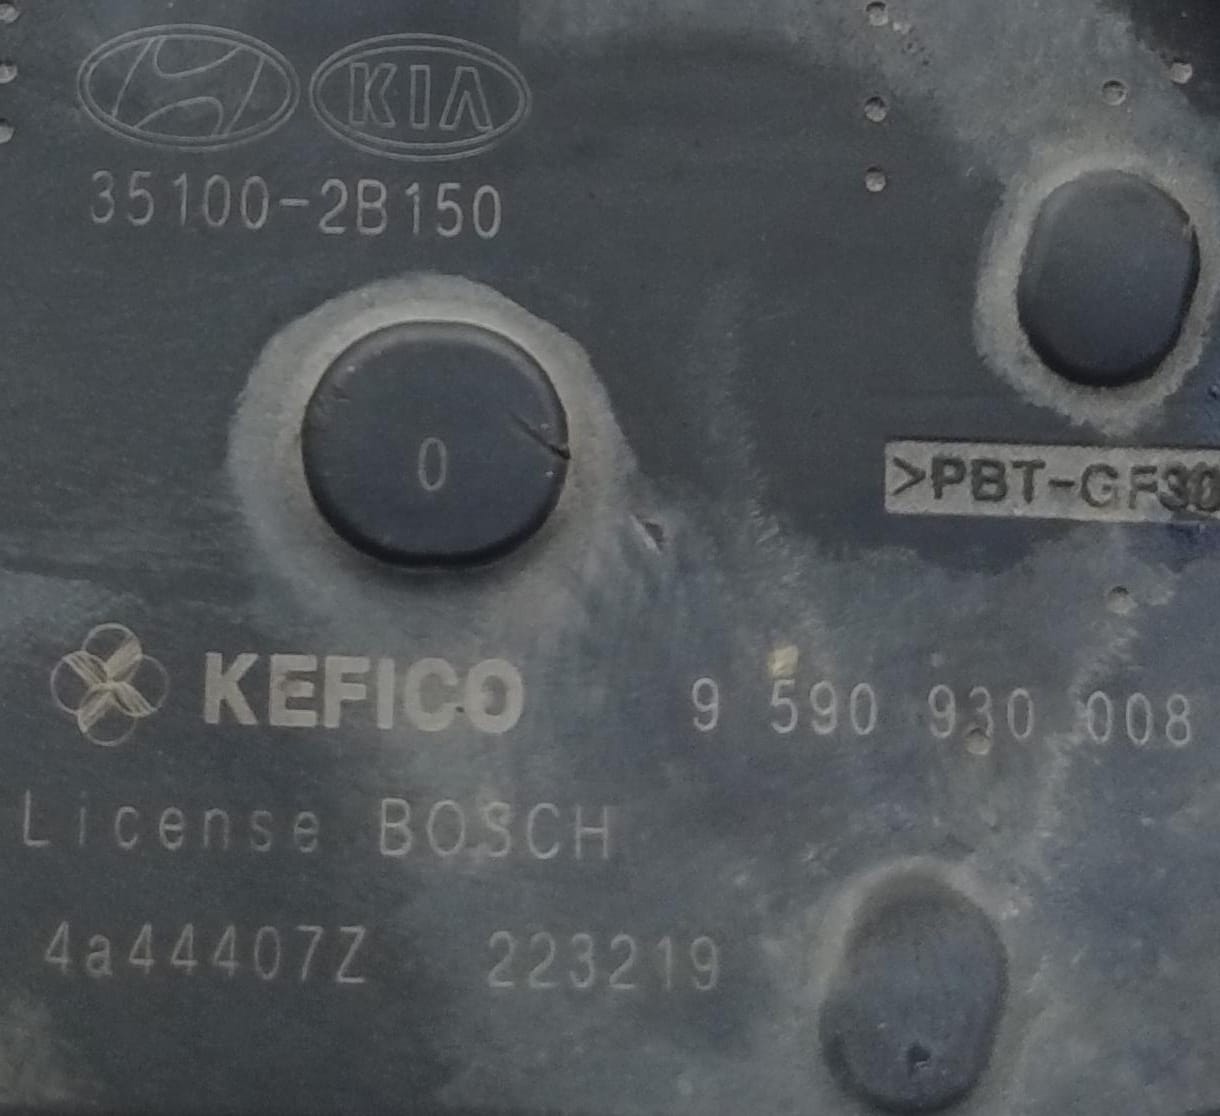 KIA
35100-2B150
0
>PBT-GF30
KEFICO 9 590 930 008
License BOSCH
4a44407Z 223219